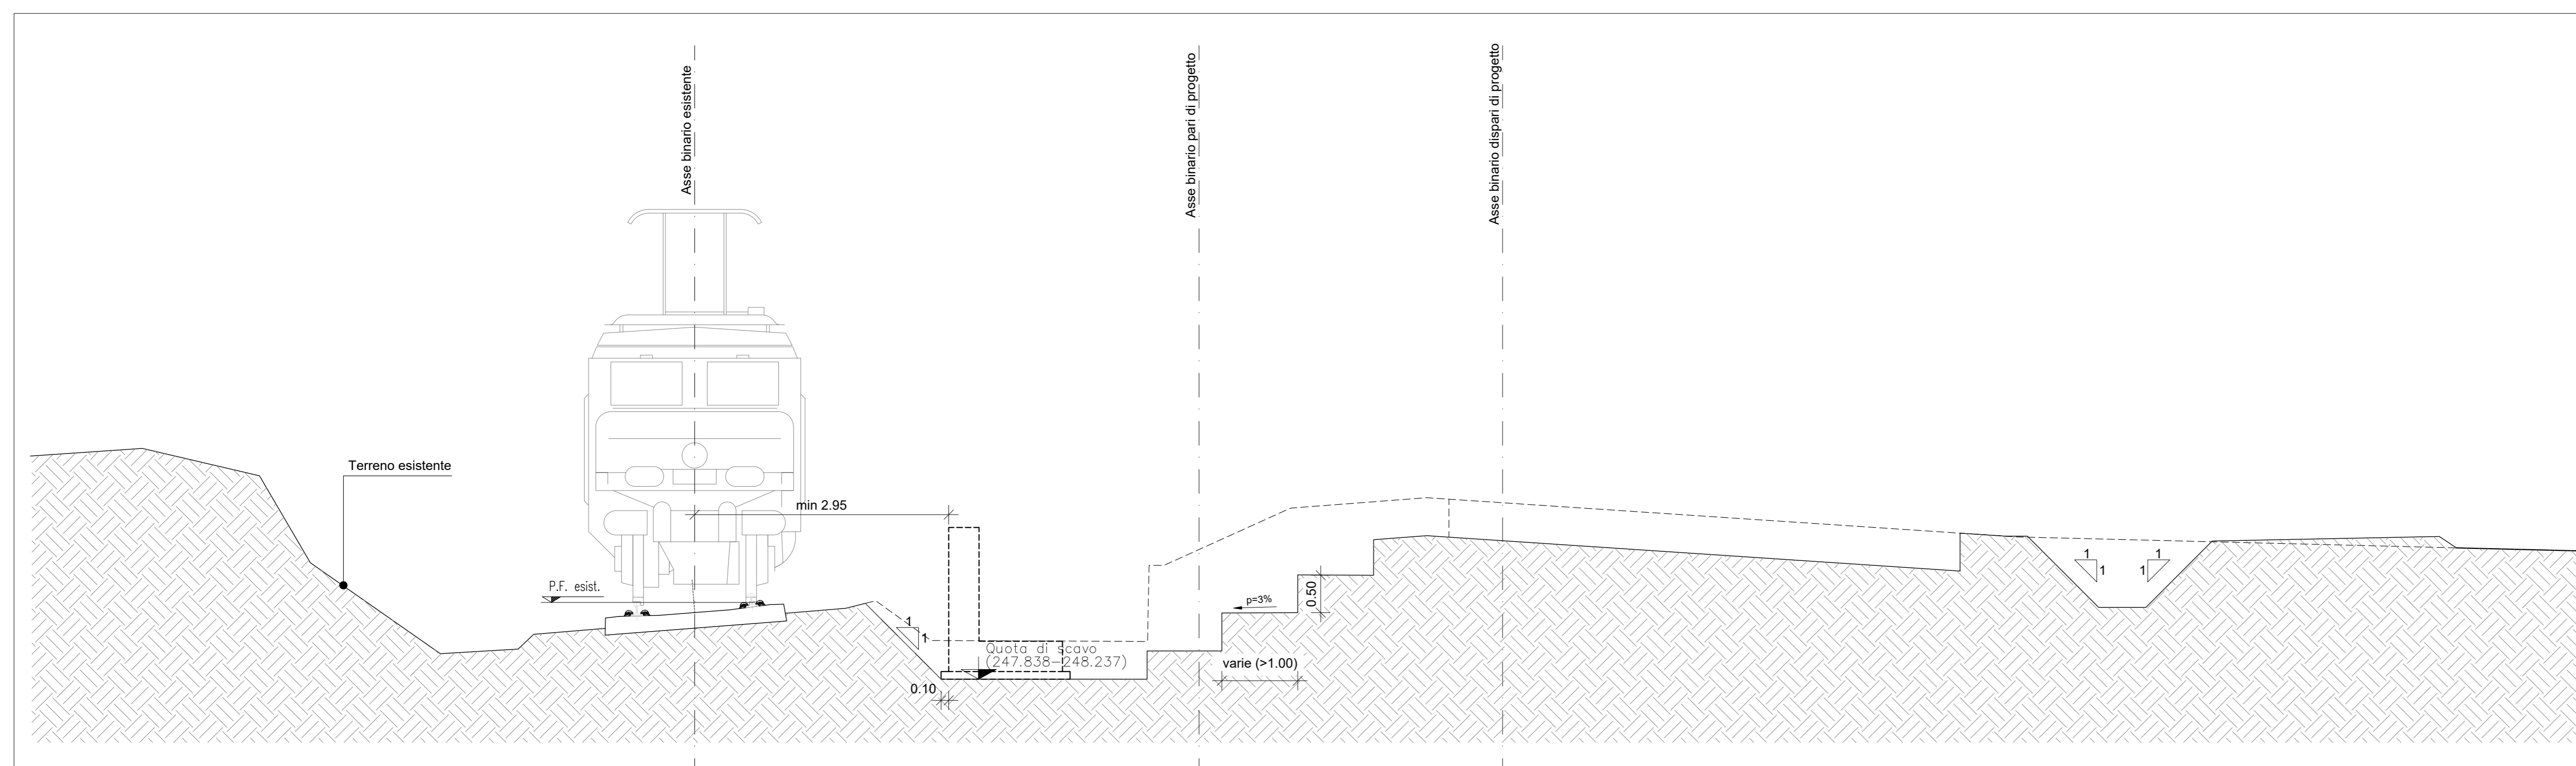 Asse binario esistente
Asse binario pari di progetto
Asse binario dispari di progetto
Terreno esistente
min 2.95
P.F. esist.
1
1
Quota di scavo
(247.838-248.237)
0.10
varie (>1.00)
p=3%
0.50
1
1
1
1